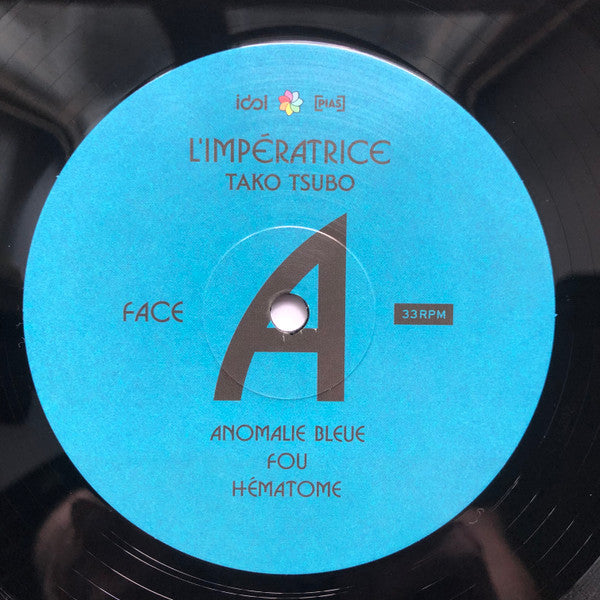 idol [PIAS]
L'IMPÉRATRICE
TAKO TSUBO
FACE A 33RPM
ANOMALIE BLEUE
FOU
HÉMATOME